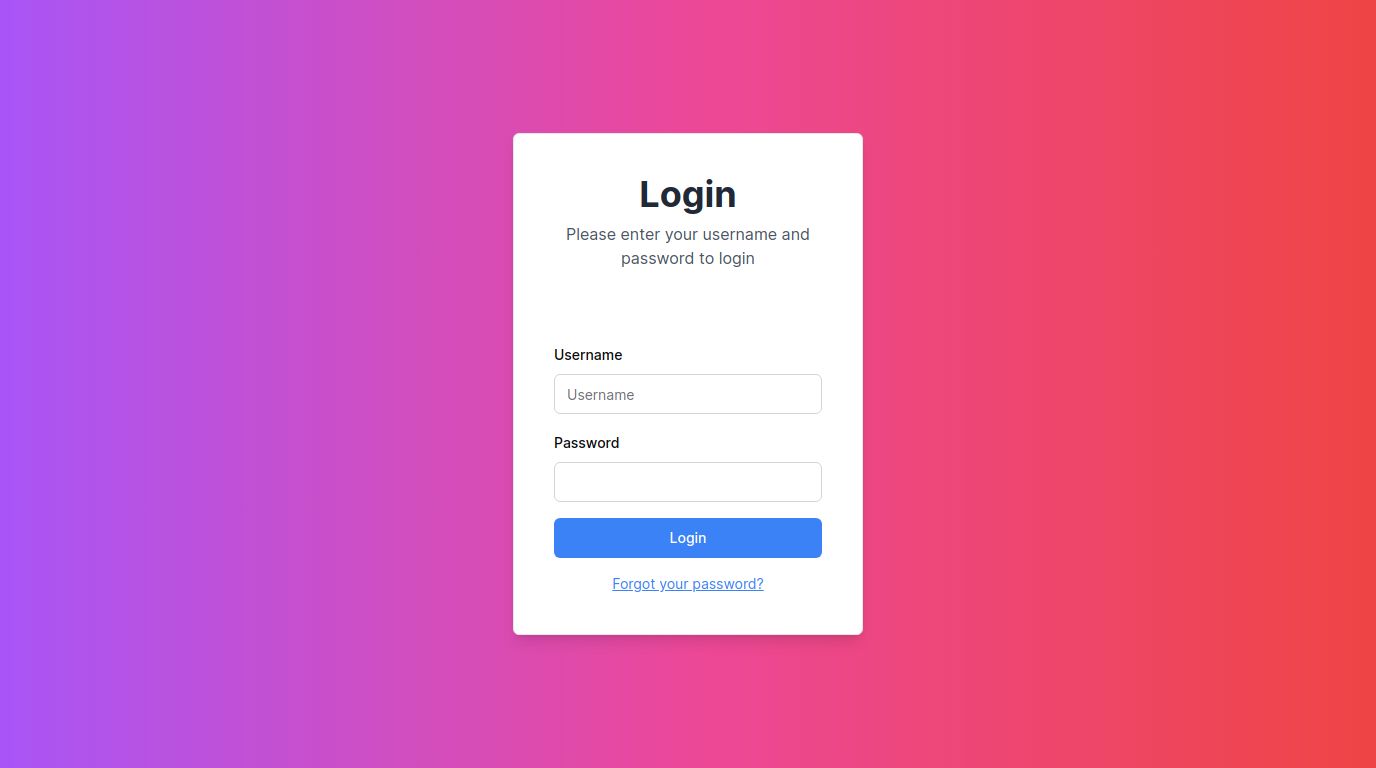 Login
Please enter your username and
password to login
Username
Username
Password
Login
Forgot your password?